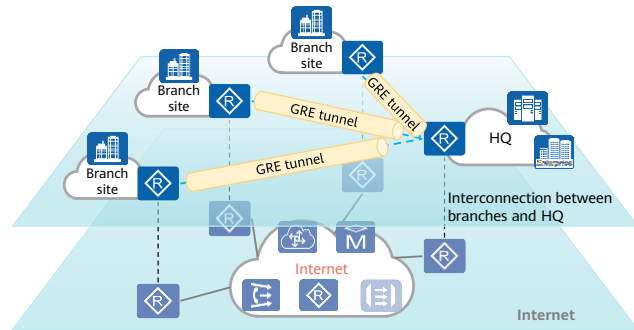 Branch
site
Branch
site
GRE tunnel
GRE tunnel
HQ
Branch
site
GRE tunnel
Interconnection between
branches and HQ
Internet
Internet
R
R
R
R
R
R
R
R
M
R